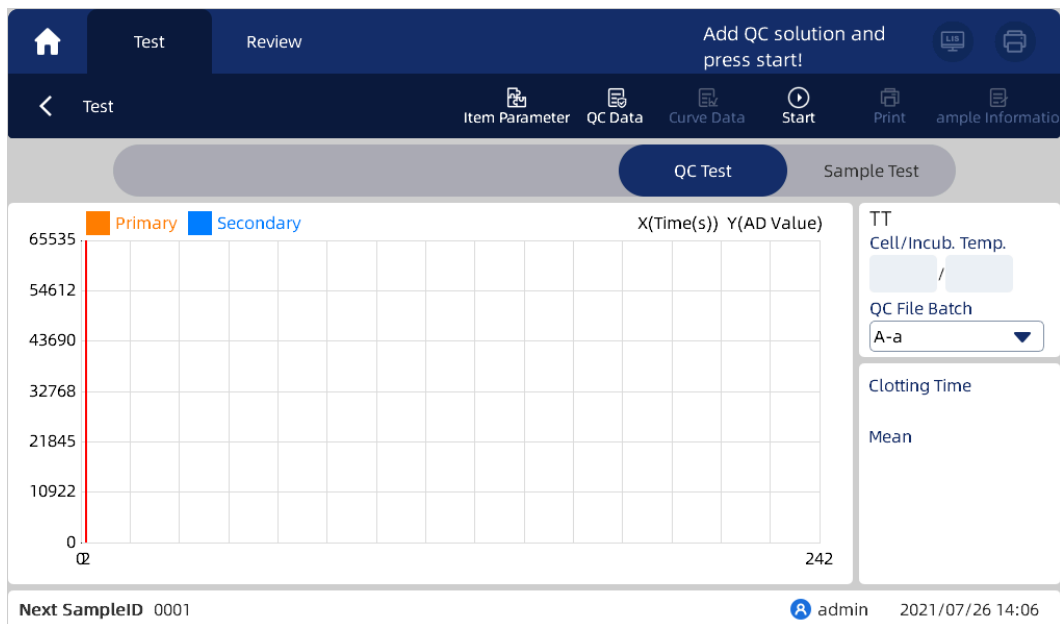 Test
Review
Add QC solution and
press start!
LIS
Test
Item Parameter
QC Data
Curve Data
Start
Print
ample Informatio
QC Test
Sample Test
Primary
Secondary
X(Time(s)) Y(AD Value)
65535
54612
43690
32768
21845
10922
0
02
242
TT
Cell/Incub. Temp.
/
QC File Batch
A-a
Clotting Time
Mean
Next SampleID 0001
admin
2021/07/26 14:06